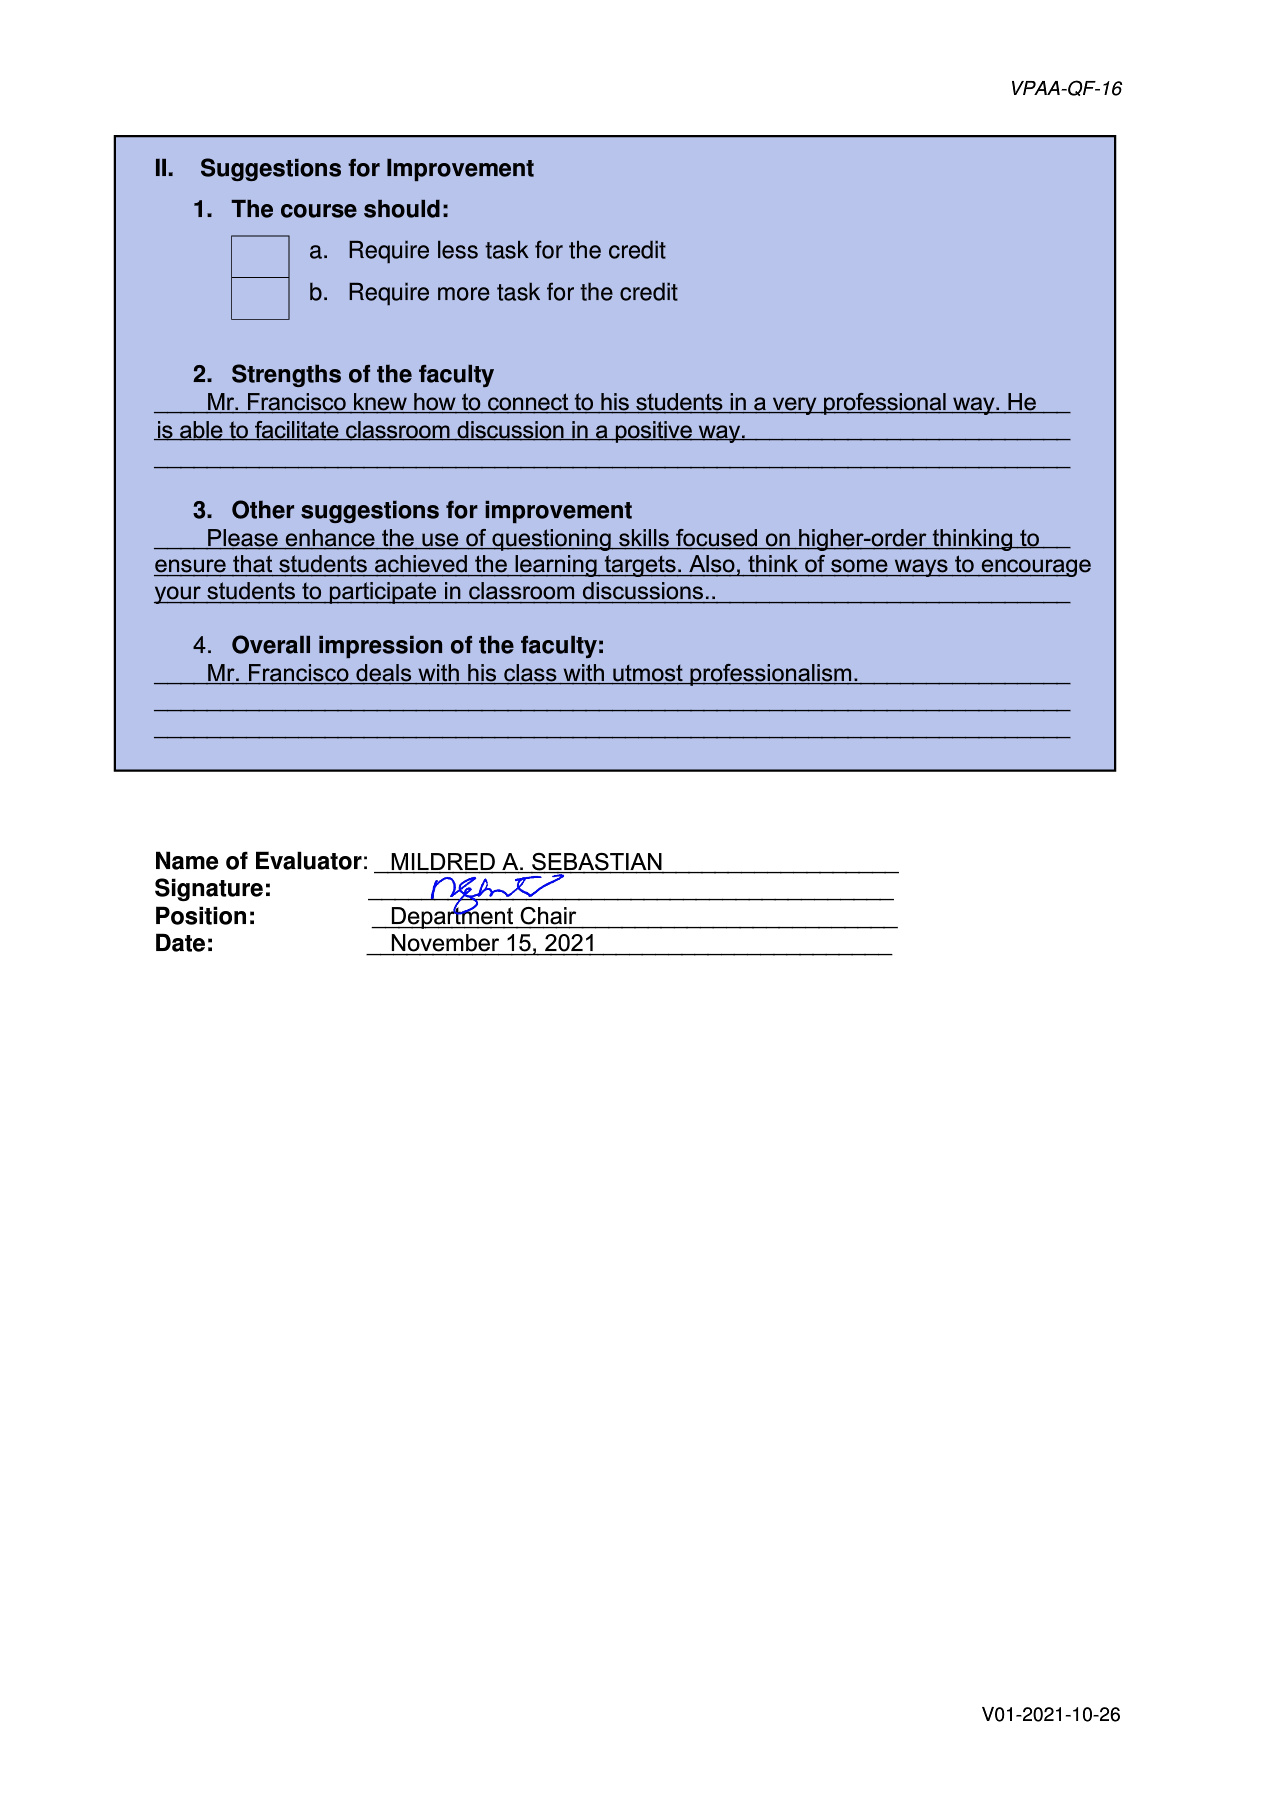 VPAA-QF-16
II. Suggestions for Improvement
1. The course should:
a. Require less task for the credit
b. Require more task for the credit
2. Strengths of the faculty
Mr. Francisco knew how to connect to his students in a very professional way. He
is able to facilitate classroom discussion in a positive way.
3. Other suggestions for improvement
Please enhance the use of questioning skills focused on higher-order thinking to
ensure that students achieved the learning targets. Also, think of some ways to encourage
your students to participate in classroom discussions..
4. Overall impression of the faculty:
Mr. Francisco deals with his class with utmost professionalism.
Name of Evaluator: MILDRED A. SEBASTIAN
Signature:
Position: Department Chair
Date: November 15, 2021
V01-2021-10-26